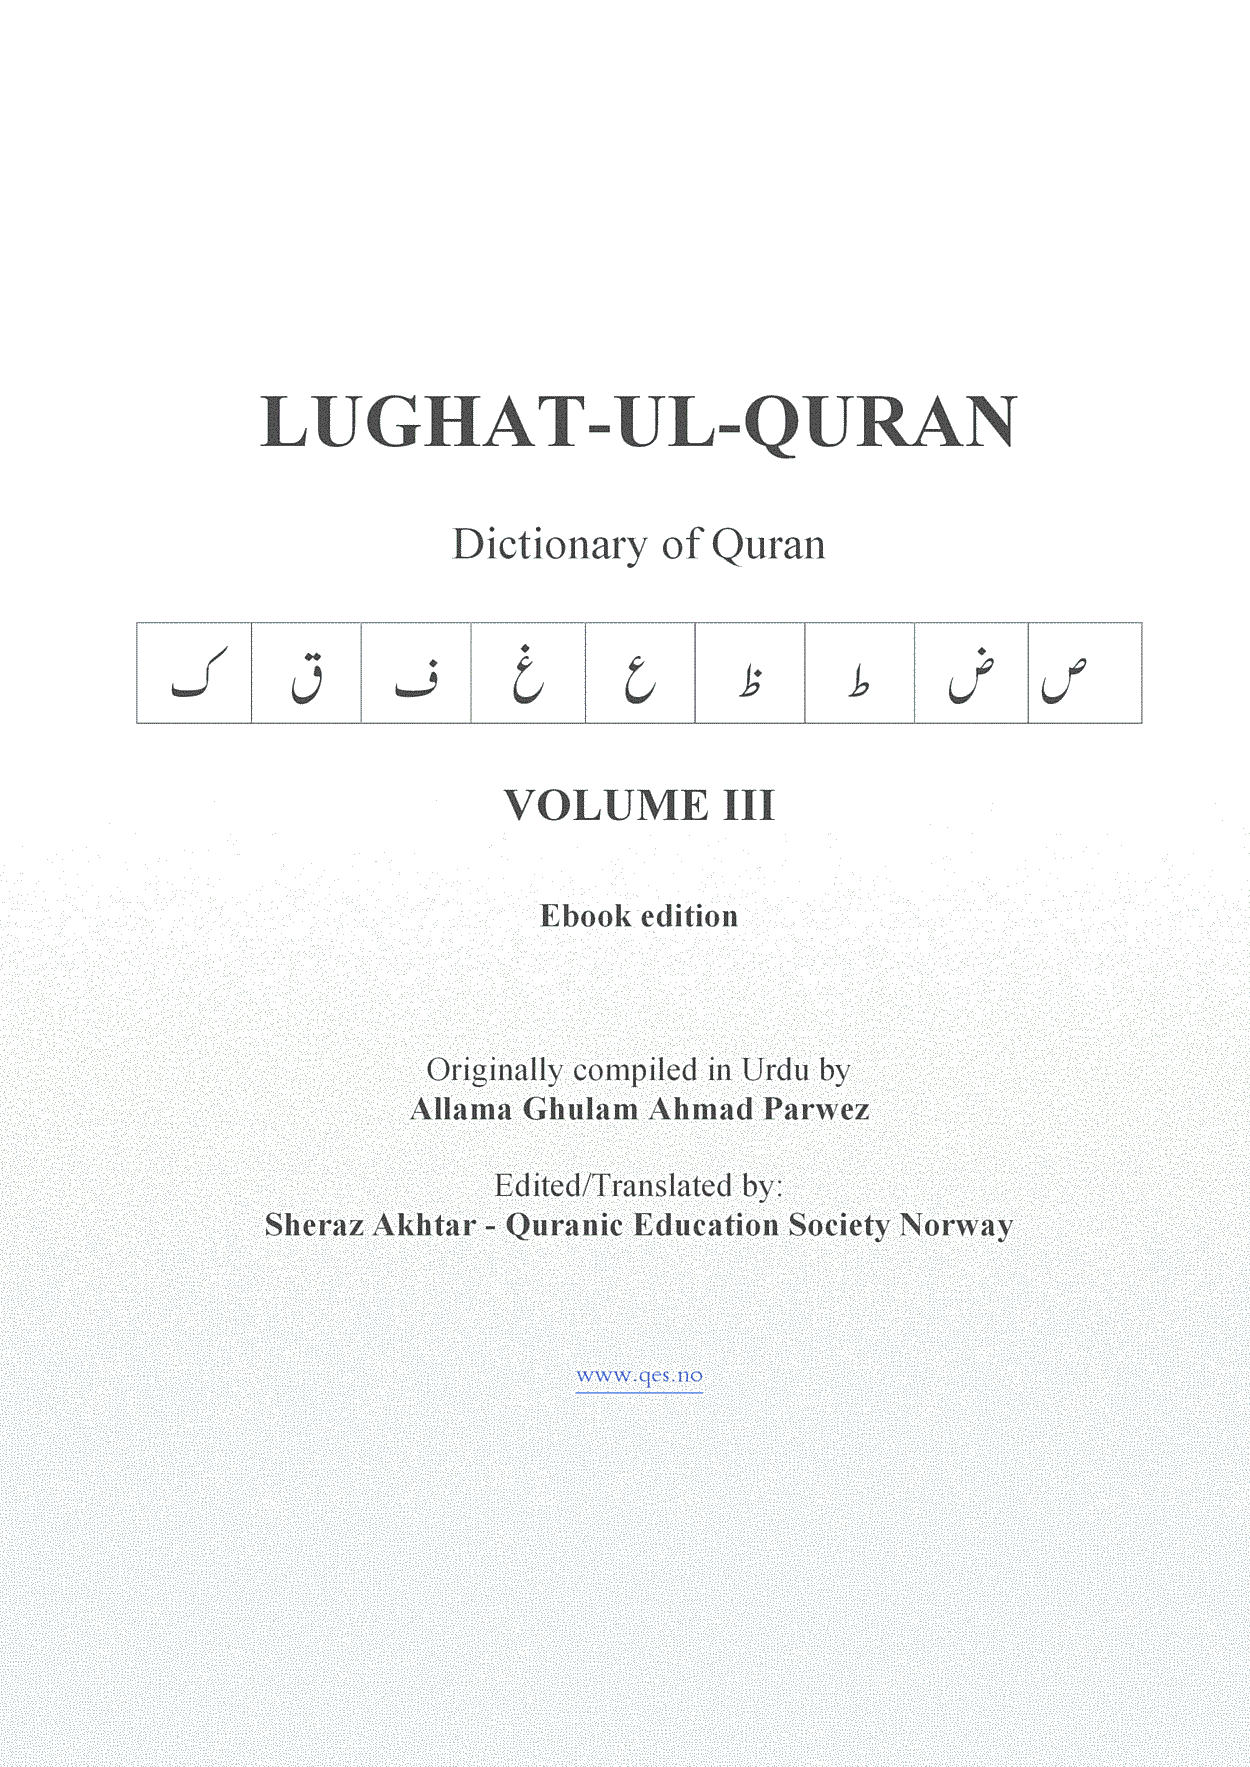 LUGHAT-UL-QURAN
Dictionary of Quran
ص ض ط ظ ع غ ف ق ک
VOLUME III
Ebook edition
Originally compiled in Urdu by
Allama Ghulam Ahmad Parwez
Edited/Translated by:
Sheraz Akhtar - Quranic Education Society Norway
www.qes.no